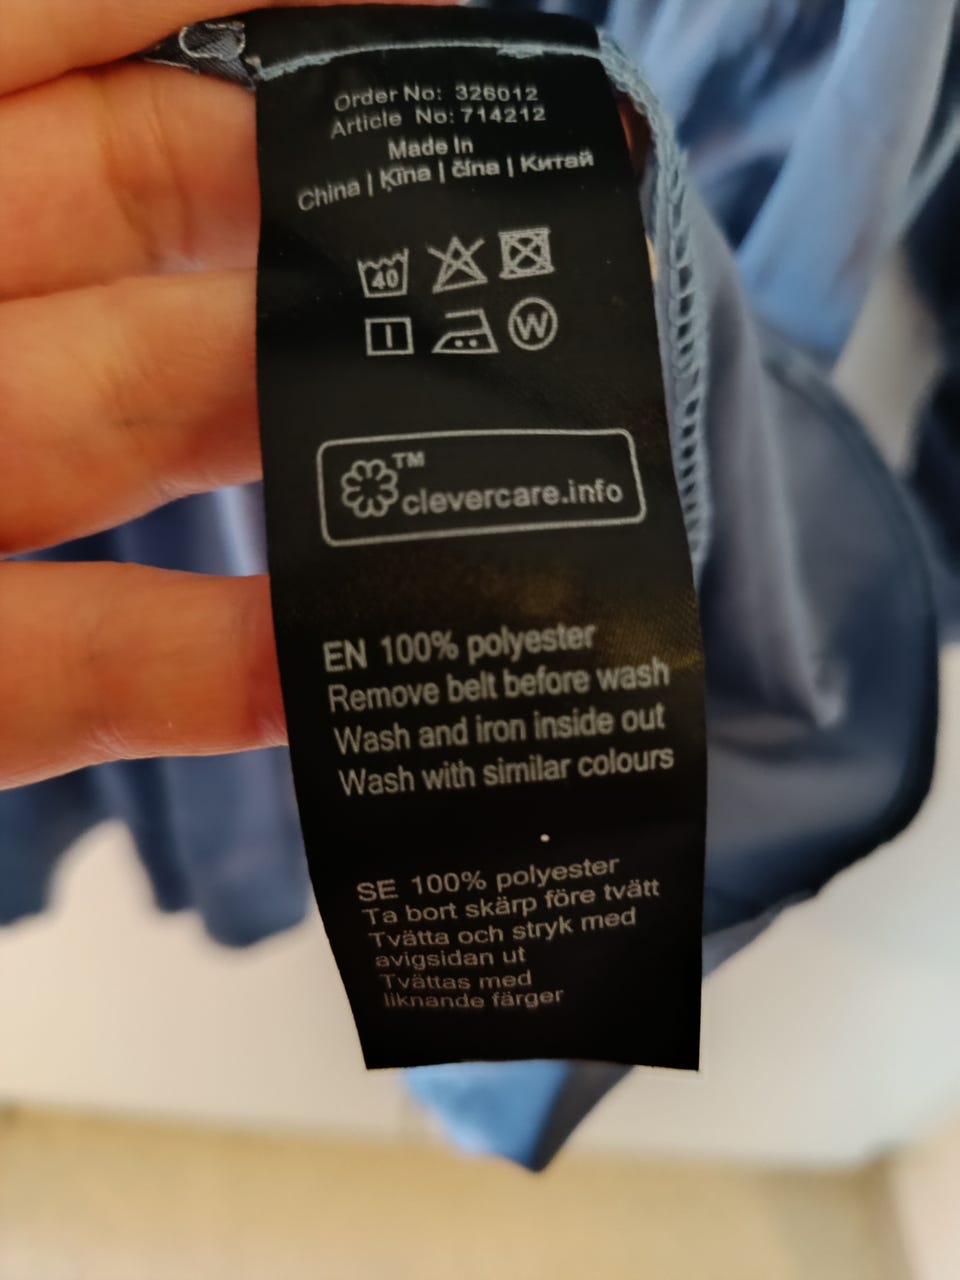 Order No: 326012
Article No: 714212
Made In
China | Ķīna | čína | Китай
40
W
TM
clevercare.info
EN 100% polyester
Remove belt before wash
Wash and iron inside out
Wash with similar colours
SE 100% polyester
Ta bort skärp före tvätt
Tvätta och stryk med
avigsidan ut
Tvättas med
liknande färger